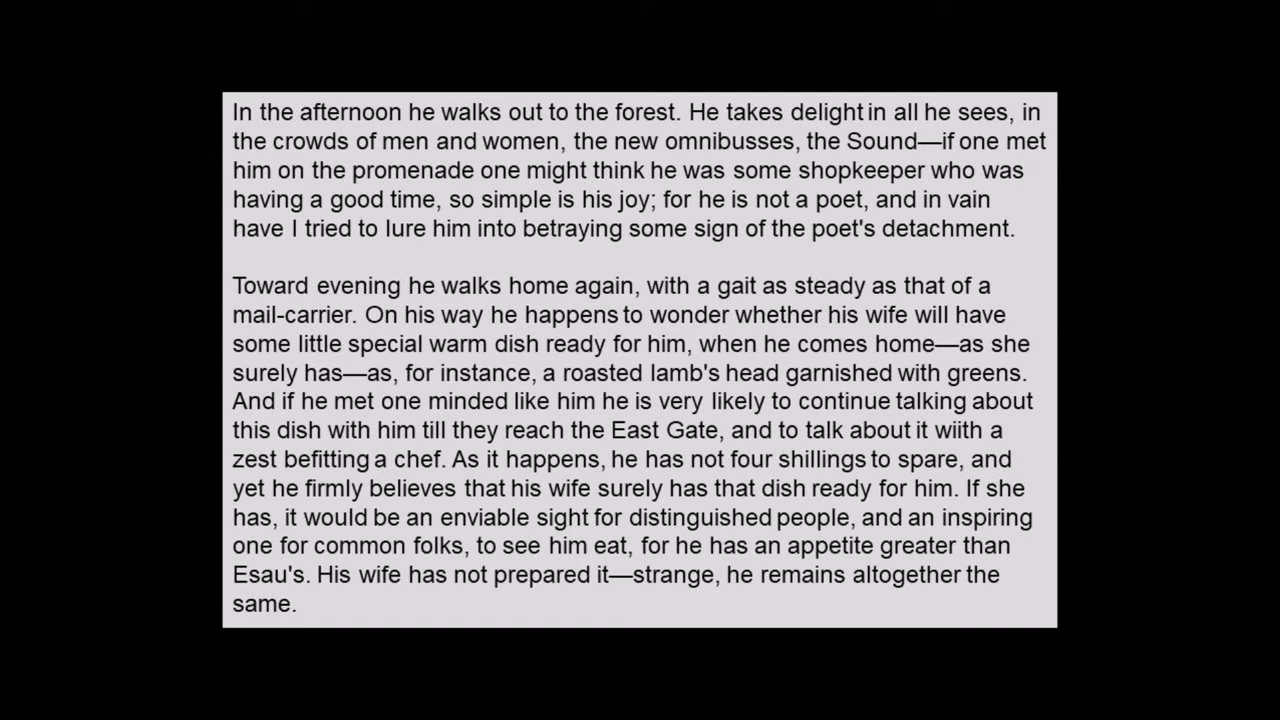 In the afternoon he walks out to the forest. He takes delight in all he sees, in
the crowds of men and women, the new omnibusses, the Sound—if one met
him on the promenade one might think he was some shopkeeper who was
having a good time, so simple is his joy; for he is not a poet, and in vain
have I tried to lure him into betraying some sign of the poet's detachment.
Toward evening he walks home again, with a gait as steady as that of a
mail-carrier. On his way he happens to wonder whether his wife will have
some little special warm dish ready for him, when he comes home—as she
surely has—as, for instance, a roasted lamb's head garnished with greens.
And if he met one minded like him he is very likely to continue talking about
this dish with him till they reach the East Gate, and to talk about it wiith a
zest befitting a chef. As it happens, he has not four shillings to spare, and
yet he firmly believes that his wife surely has that dish ready for him. If she
has, it would be an enviable sight for distinguished people, and an inspiring
one for common folks, to see him eat, for he has an appetite greater than
Esau's. His wife has not prepared it—strange, he remains altogether the
same.